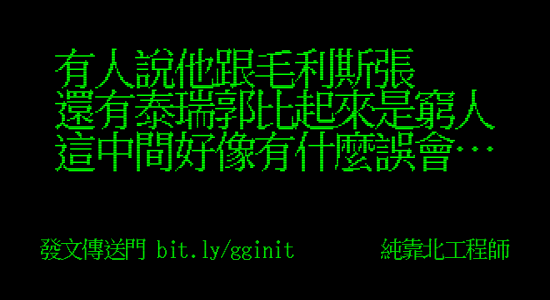 有人說他跟毛利斯張
還有泰瑞郭比起來是窮人
這中間好像有什麼誤會…
發文傳送門 bit.ly/gginit 純靠北工程師